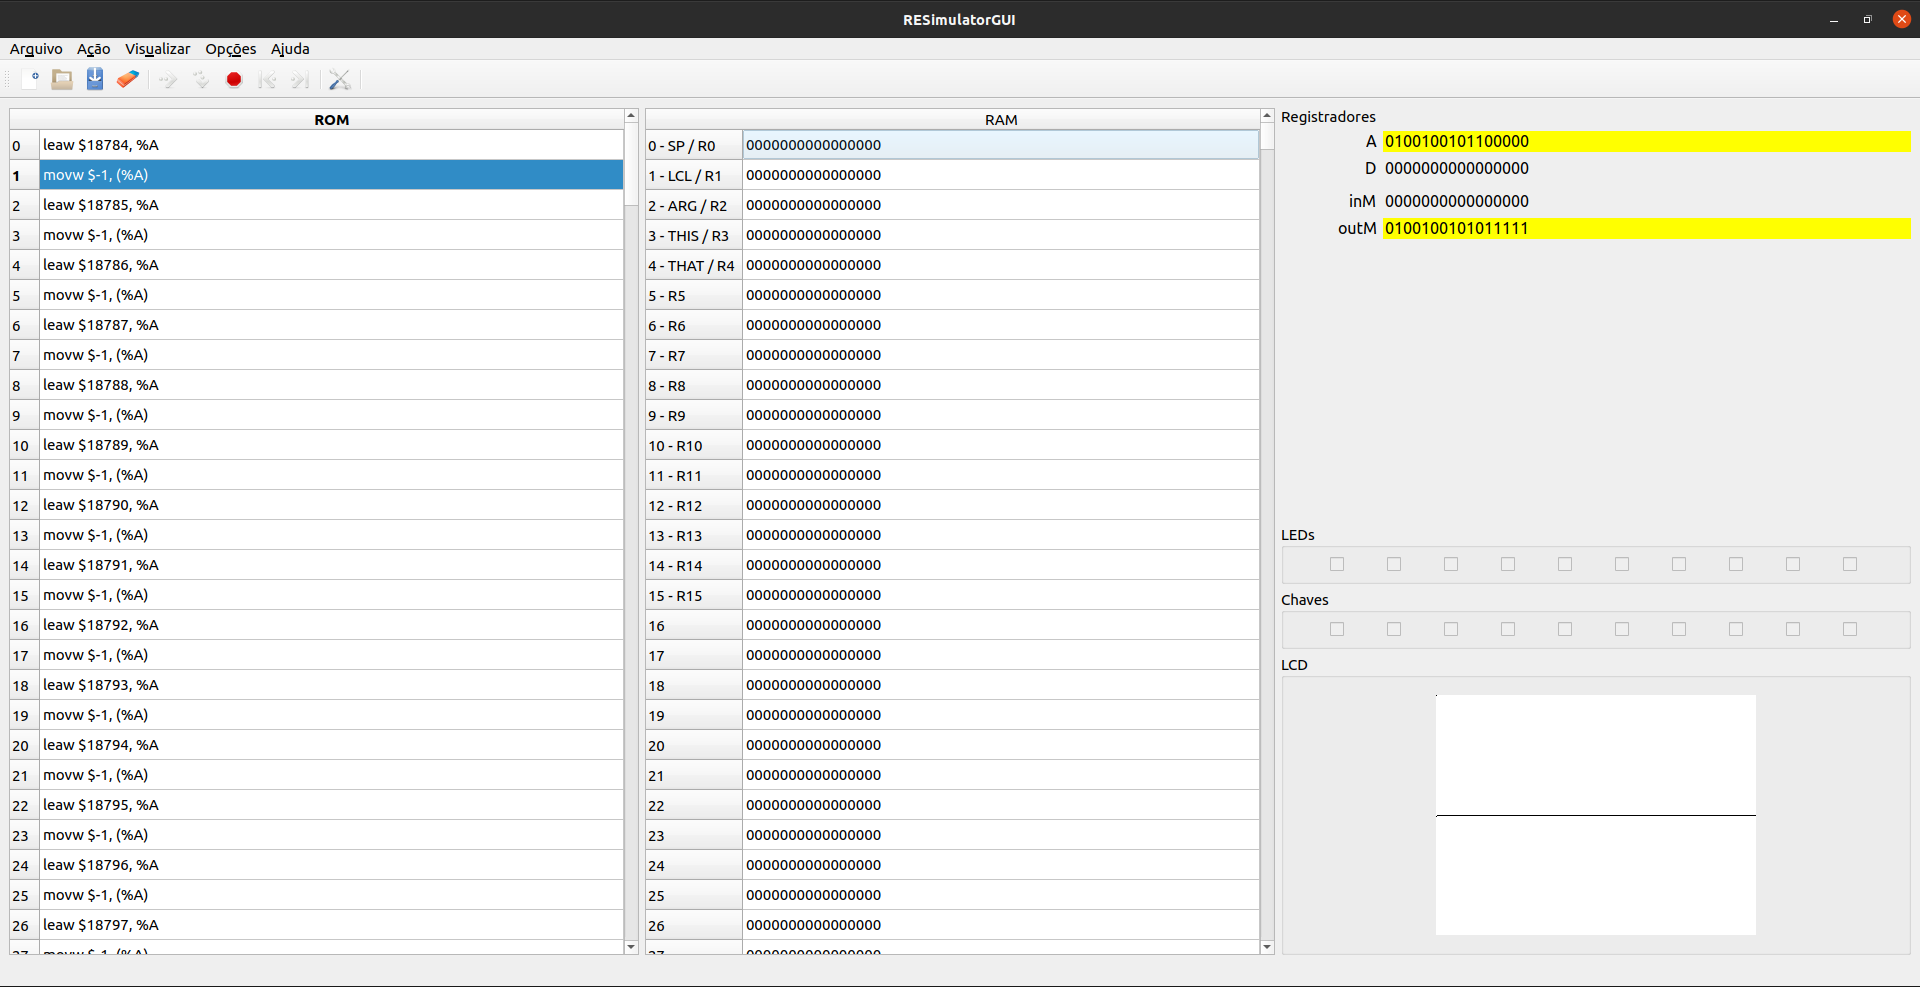 RESimulatorGUI
Arquivo Ação Visualizar Opções Ajuda
ROM
0 leaw $18784, %A
1 movw $-1, (%A)
2 leaw $18785, %A
3 movw $-1, (%A)
4 leaw $18786, %A
5 movw $-1, (%A)
6 leaw $18787, %A
7 movw $-1, (%A)
8 leaw $18788, %A
9 movw $-1, (%A)
10 leaw $18789, %A
11 movw $-1, (%A)
12 leaw $18790, %A
13 movw $-1, (%A)
14 leaw $18791, %A
15 movw $-1, (%A)
16 leaw $18792, %A
17 movw $-1, (%A)
18 leaw $18793, %A
19 movw $-1, (%A)
20 leaw $18794, %A
21 movw $-1, (%A)
22 leaw $18795, %A
23 movw $-1, (%A)
24 leaw $18796, %A
25 movw $-1, (%A)
26 leaw $18797, %A
27 movw $-1, (%A)
RAM
0 - SP / R0 0000000000000000
1 - LCL / R1 0000000000000000
2 - ARG / R2 0000000000000000
3 - THIS / R3 0000000000000000
4 - THAT / R4 0000000000000000
5 - R5 0000000000000000
6 - R6 0000000000000000
7 - R7 0000000000000000
8 - R8 0000000000000000
9 - R9 0000000000000000
10 - R10 0000000000000000
11 - R11 0000000000000000
12 - R12 0000000000000000
13 - R13 0000000000000000
14 - R14 0000000000000000
15 - R15 0000000000000000
16 0000000000000000
17 0000000000000000
18 0000000000000000
19 0000000000000000
20 0000000000000000
21 0000000000000000
22 0000000000000000
23 0000000000000000
24 0000000000000000
25 0000000000000000
26 0000000000000000
27 0000000000000000
Registradores
A 0100100101100000
D 0000000000000000
inM 0000000000000000
outM 0100100101011111
LEDs
Chaves
LCD